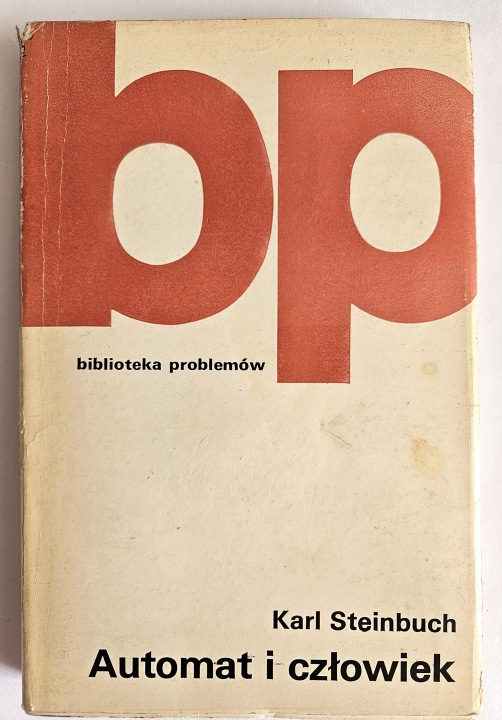 bp
biblioteka problemów
Karl Steinbuch
Automat i człowiek